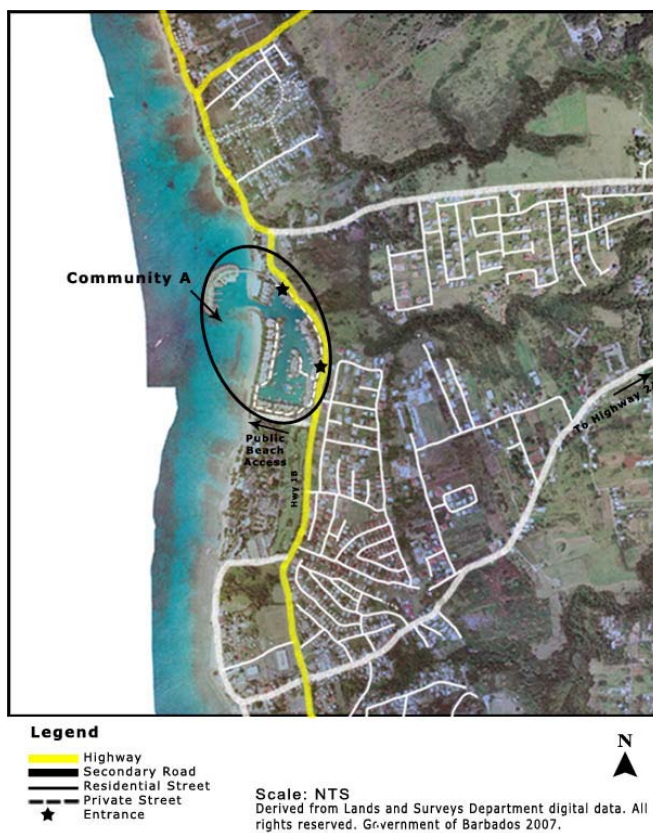 Community A
To Highway 2A
Public
Beach
Access
Hwy 1B
Legend
Highway
Secondary Road
Residential Street
Private Street
Entrance
N
Scale: NTS
Derived from Lands and Surveys Department digital data. All
rights reserved. Government of Barbados 2007.